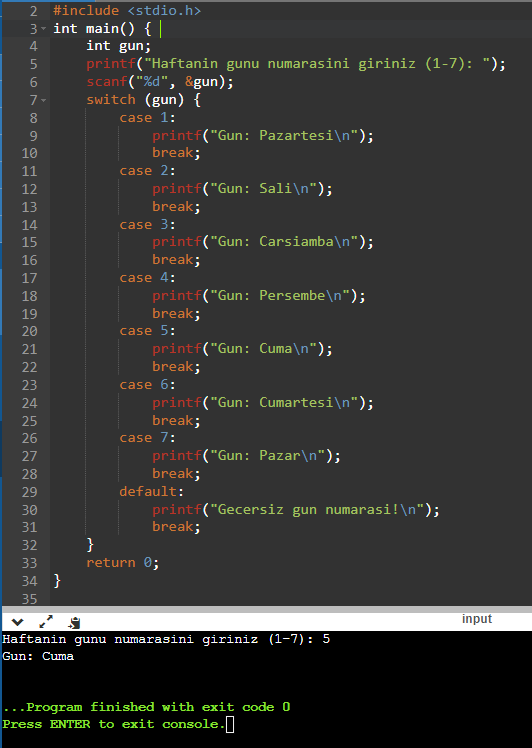 2 #include <stdio.h>
3 int main() {
4 int gun;
5 printf("Haftanin gunu numarasini giriniz (1-7): ");
6 scanf("%d", &gun);
7 switch (gun) {
8 case 1:
9 printf("Gun: Pazartesi\n");
10 break;
11 case 2:
12 printf("Gun: Sali\n");
13 break;
14 case 3:
15 printf("Gun: Carsiamba\n");
16 break;
17 case 4:
18 printf("Gun: Persembe\n");
19 break;
20 case 5:
21 printf("Gun: Cuma\n");
22 break;
23 case 6:
24 printf("Gun: Cumartesi\n");
25 break;
26 case 7:
27 printf("Gun: Pazar\n");
28 break;
29 default:
30 printf("Gecersiz gun numarasi!\n");
31 break;
32 }
33 return 0;
34 }
35
input
Haftanin gunu numarasini giriniz (1-7): 5
Gun: Cuma
...Program finished with exit code 0
Press ENTER to exit console.